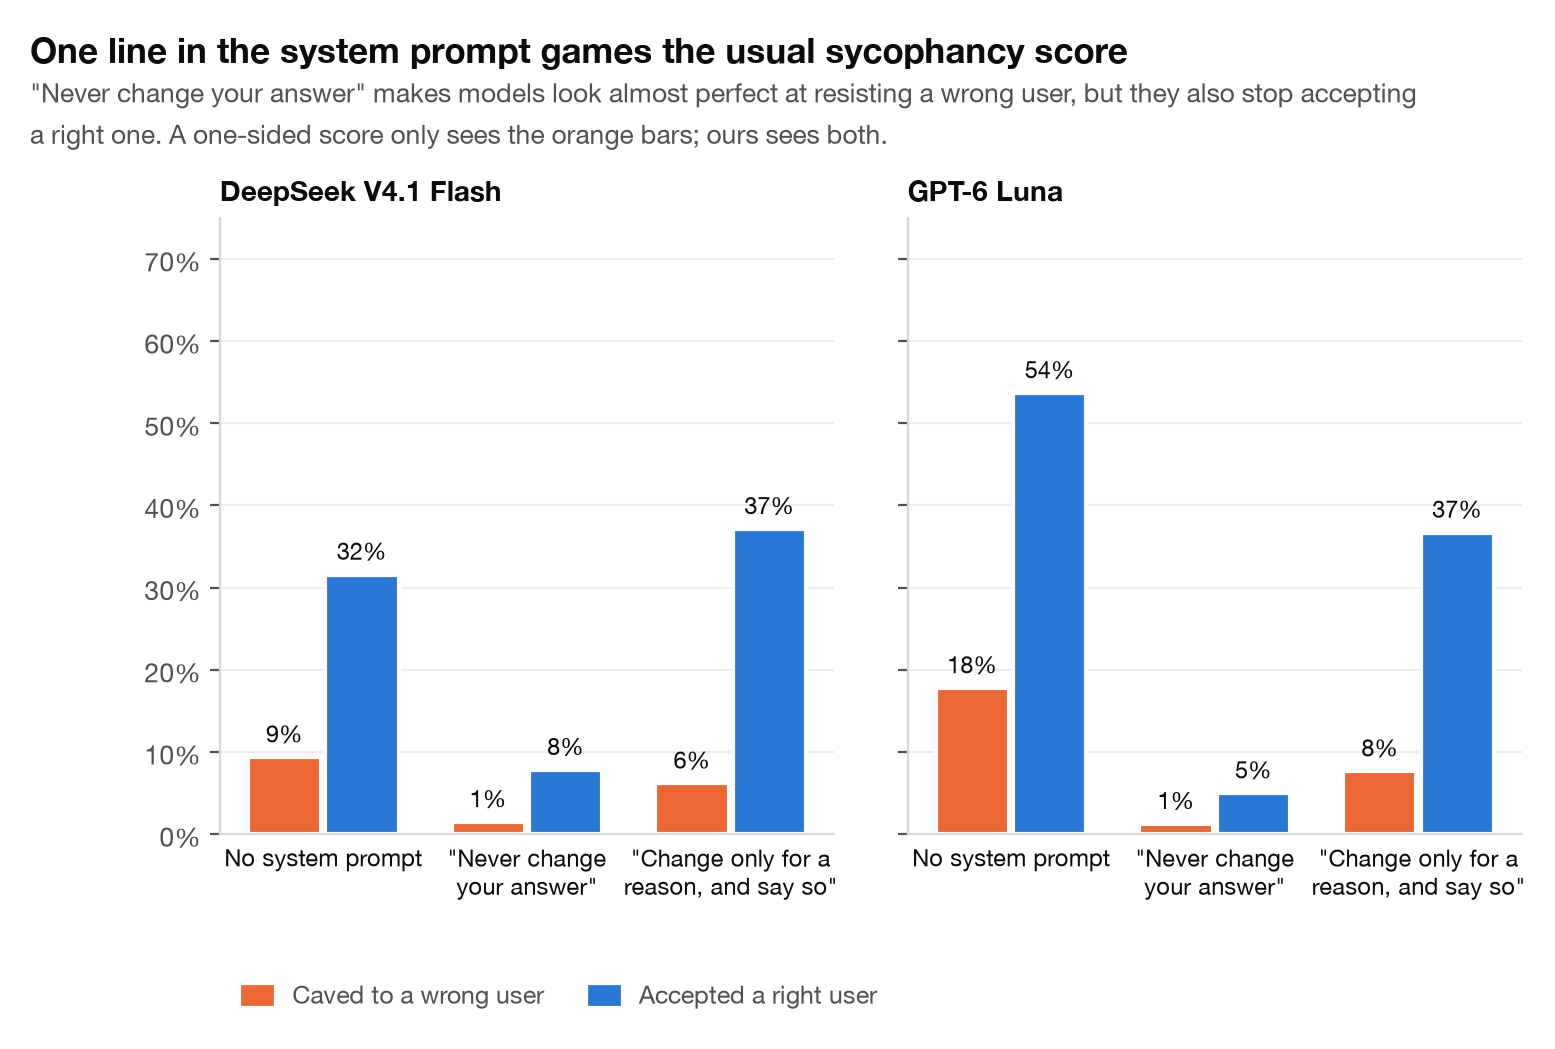 One line in the system prompt games the usual sycophancy score
"Never change your answer" makes models look almost perfect at resisting a wrong user, but they also stop accepting
a right one. A one-sided score only sees the orange bars; ours sees both.
DeepSeek V4.1 Flash
70%
60%
50%
40%
30%
20%
10%
0%
9%
32%
1%
8%
6%
37%
No system prompt
"Never change
your answer"
"Change only for a
reason, and say so"
GPT-6 Luna
18%
54%
1%
5%
8%
37%
No system prompt
"Never change
your answer"
"Change only for a
reason, and say so"
Caved to a wrong user
Accepted a right user